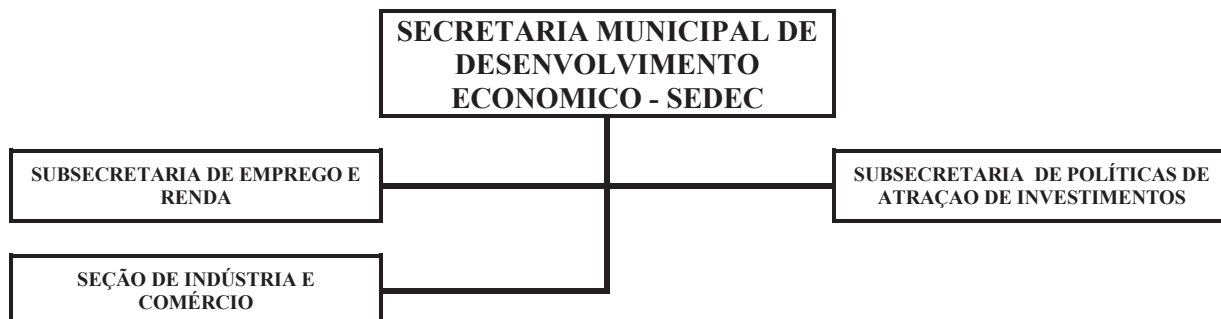 SECRETARIA MUNICIPAL DE
DESENVOLVIMENTO
ECONOMICO - SEDEC
SUBSECRETARIA DE EMPREGO E
RENDA
SUBSECRETARIA DE POLÍTICAS DE
ATRAÇAO DE INVESTIMENTOS
SEÇÃO DE INDÚSTRIA E
COMÉRCIO